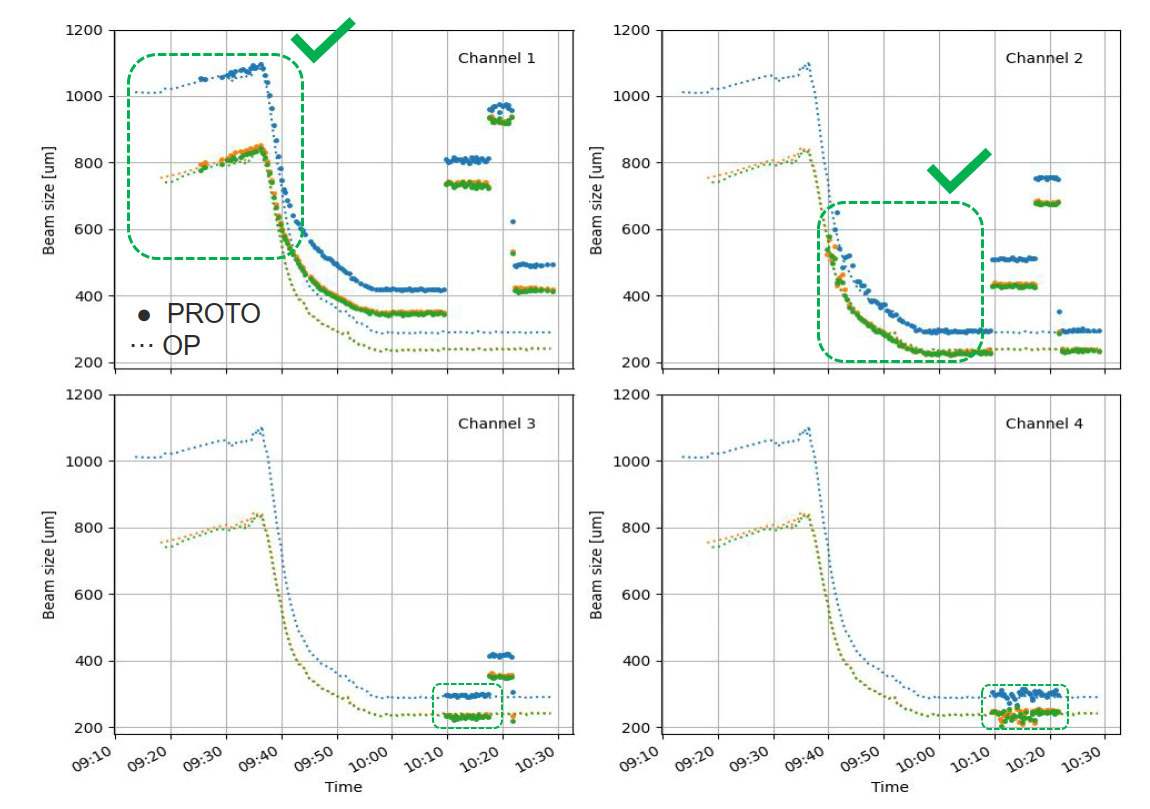 1200
1000
800
600
400
200
Beam size [um]
Channel 1
● PROTO
··· OP
1200
1000
800
600
400
200
Beam size [um]
Channel 2
1200
1000
800
600
400
200
Beam size [um]
Channel 3
09:10 09:20 09:30 09:40 09:50 10:00 10:10 10:20 10:30
Time
1200
1000
800
600
400
200
Beam size [um]
Channel 4
09:10 09:20 09:30 09:40 09:50 10:00 10:10 10:20 10:30
Time